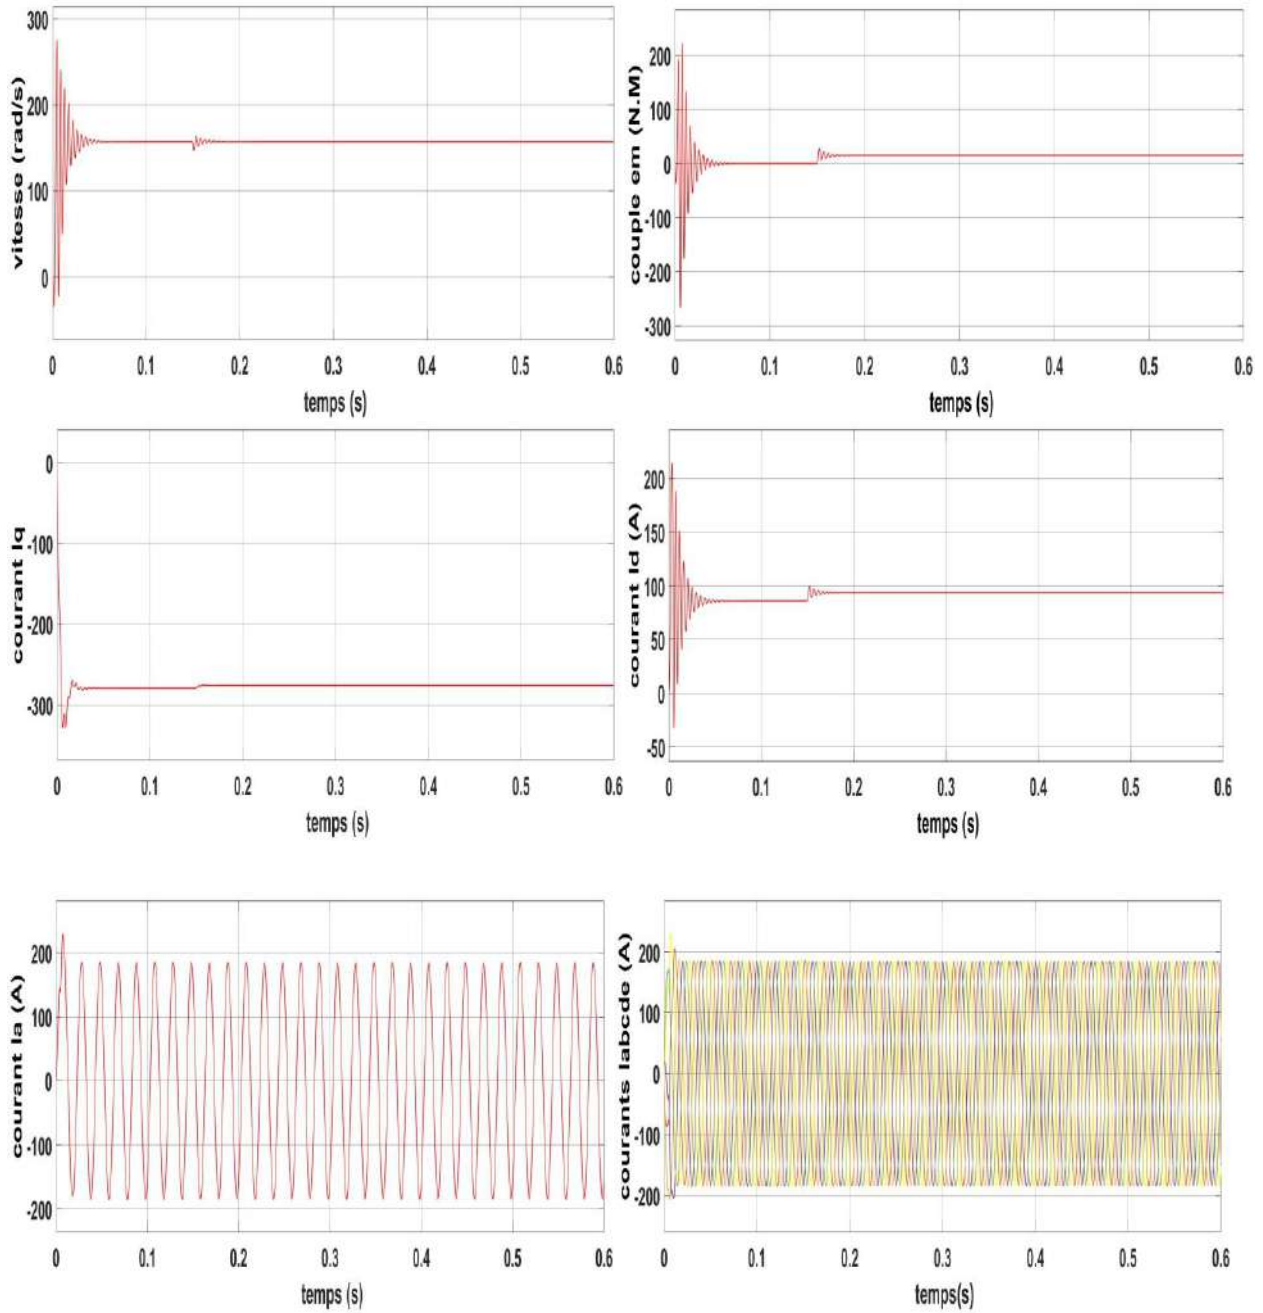 vitesse (rad/s)
300
200
100
0
0 0.1 0.2 0.3 0.4 0.5 0.6
temps (s)
couple em (N.M)
200
100
0
-100
-200
-300
0 0.1 0.2 0.3 0.4 0.5 0.6
temps (s)
courant Iq
0
-100
-200
-300
0 0.1 0.2 0.3 0.4 0.5 0.6
temps (s)
courant Id (A)
200
150
100
50
0
-50
0 0.1 0.2 0.3 0.4 0.5 0.6
temps (s)
courant Ia (A)
200
100
0
-100
-200
0 0.1 0.2 0.3 0.4 0.5 0.6
temps (s)
courants Iabcde (A)
200
100
0
-100
-200
0 0.1 0.2 0.3 0.4 0.5 0.6
temps(s)